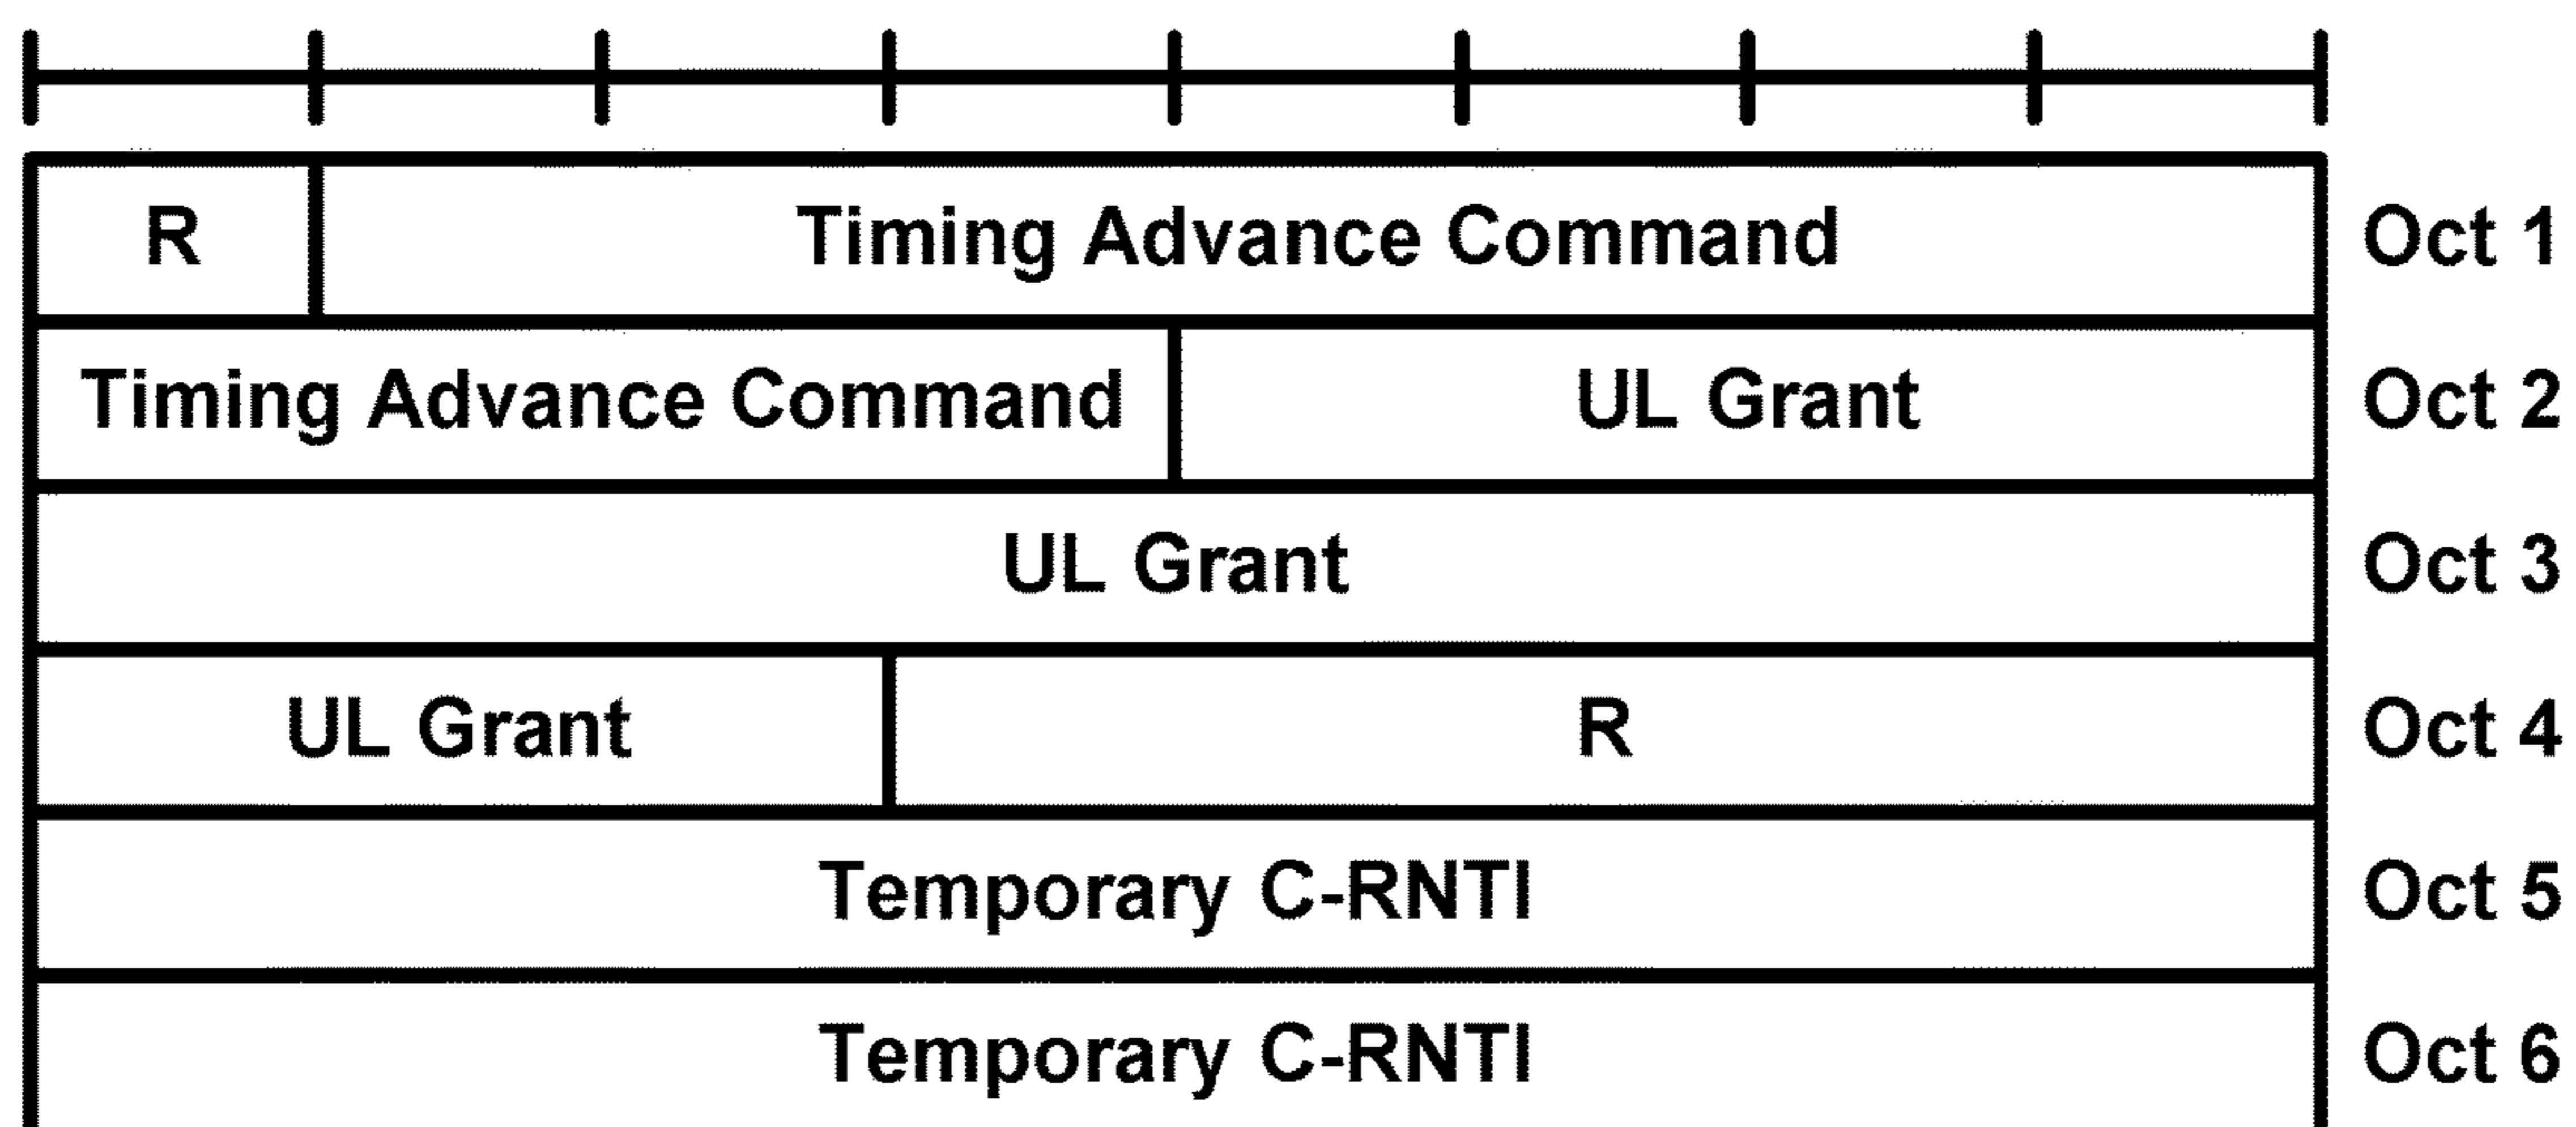 R Timing Advance Command Oct 1
Timing Advance Command UL Grant Oct 2
UL Grant Oct 3
UL Grant R Oct 4
Temporary C-RNTI Oct 5
Temporary C-RNTI Oct 6